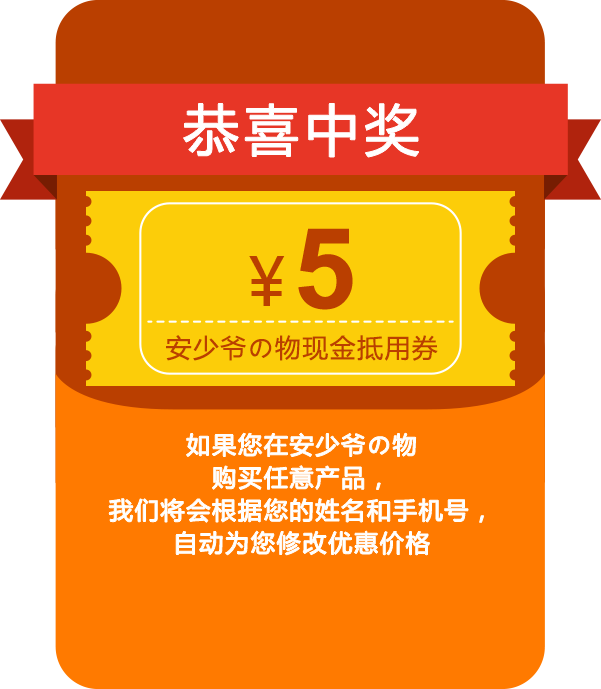 恭喜中奖
¥5
安少爷の物现金抵用券
如果您在安少爷の物
购买任意产品，
我们将会根据您的姓名和手机号，
自动为您修改优惠价格